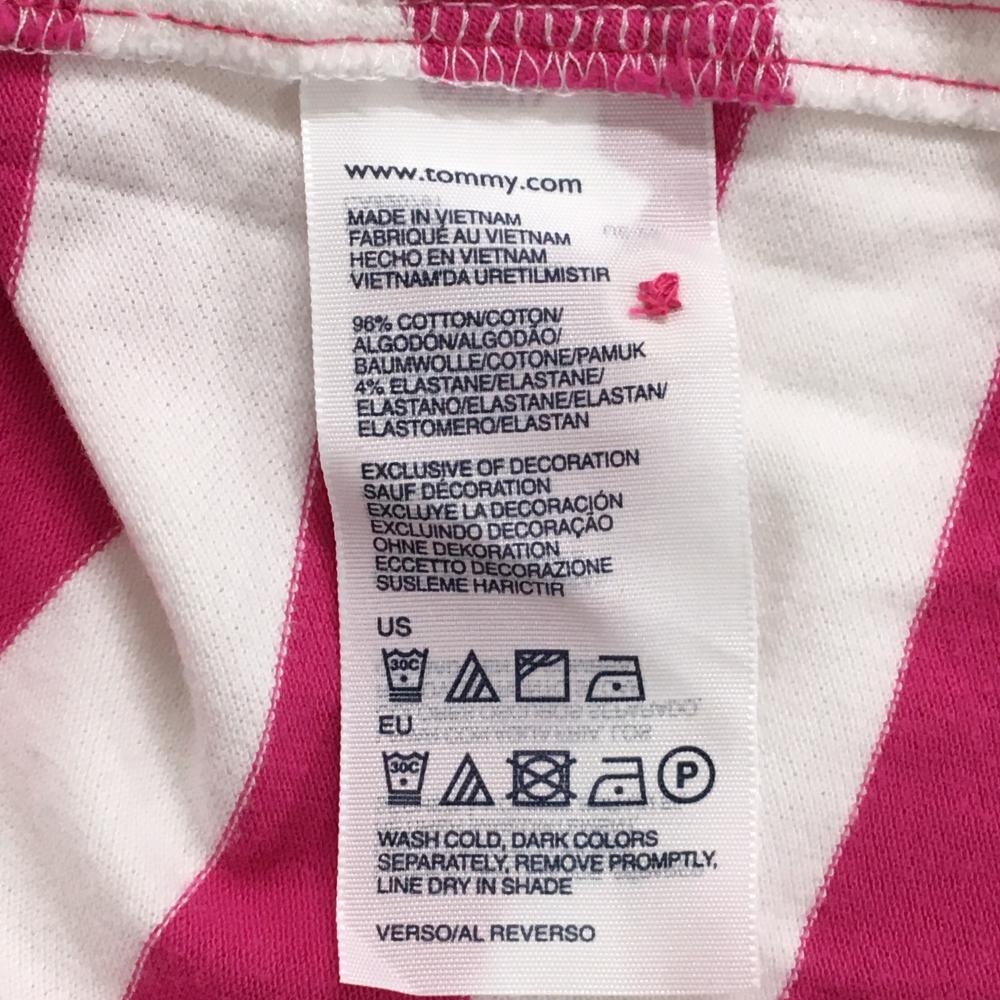 www.tommy.com
MADE IN VIETNAM
FABRIQUÉ AU VIETNAM
HECHO EN VIETNAM
VIETNAM'DA URETILMISTIR
96% COTTON/COTON/
ALGODÓN/ALGODÃO/
BAUMWOLLE/COTONE/PAMUK
4% ELASTANE/ELASTANE/
ELASTANO/ELASTANE/ELASTAN/
ELASTOMERO/ELASTAN
EXCLUSIVE OF DECORATION
SAUF DÉCORATION
EXCLUYE LA DECORACIÓN
EXCLUINDO DECORAÇÃO
OHNE DEKORATION
ECCETTO DECORAZIONE
SUSLEME HARICTIR
US
30C
EU
30C
P
WASH COLD, DARK COLORS
SEPARATELY, REMOVE PROMPTLY,
LINE DRY IN SHADE
VERSO/AL REVERSO